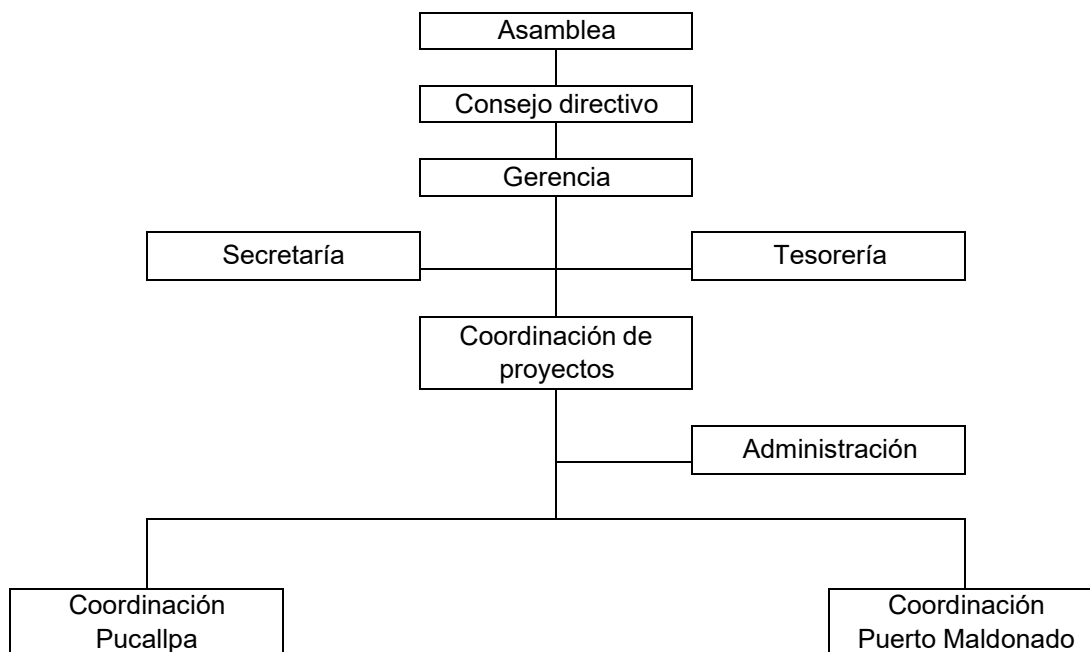 Asamblea
Consejo directivo
Gerencia
Secretaría
Tesorería
Coordinación de
proyectos
Administración
Coordinación
Pucallpa
Coordinación
Puerto Maldonado